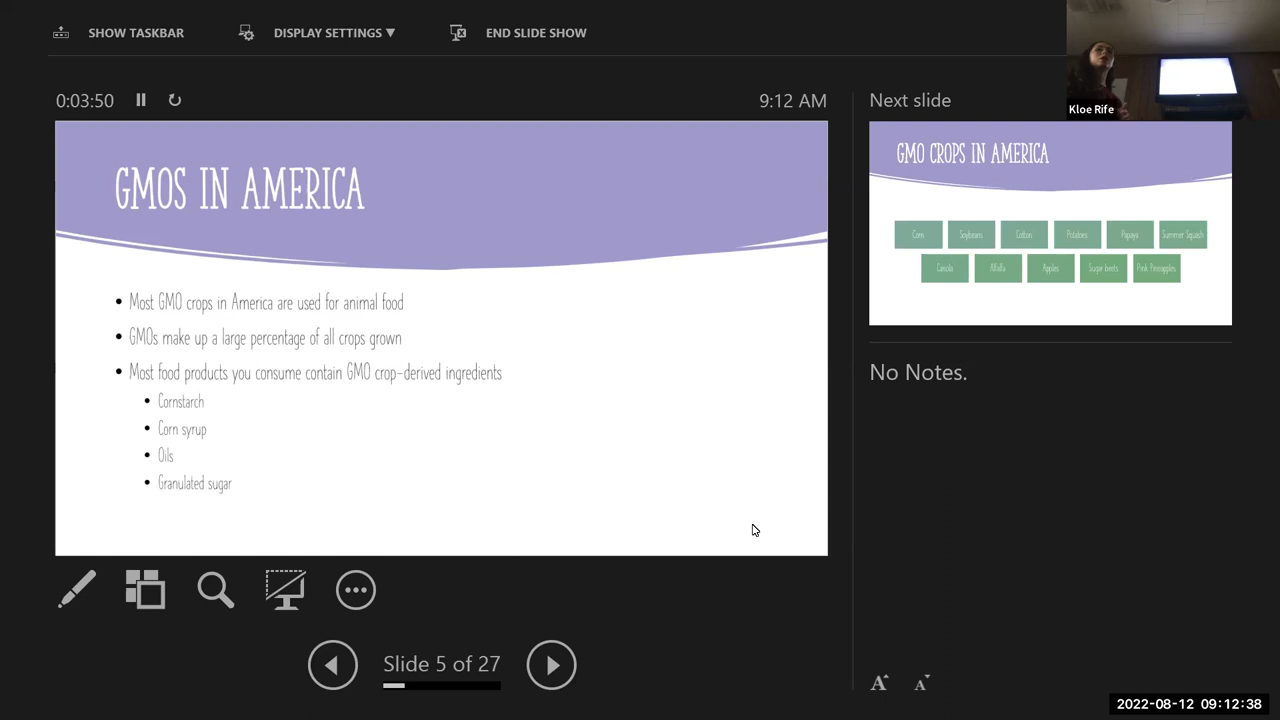 SHOW TASKBAR
DISPLAY SETTINGS ▼
END SLIDE SHOW
Kloe Rife
0:03:50
9:12 AM
GMOS IN AMERICA
• Most GMO crops in America are used for animal food
• GMOs make up a large percentage of all crops grown
• Most food products you consume contain GMO crop-derived ingredients
• Cornstarch
• Corn syrup
• Oils
• Granulated sugar
Slide 5 of 27
Next slide
GMO CROPS IN AMERICA
Corn Soybeans Cotton Potatoes Papaya Summer Squash
Canola Alfalfa Apples Sugar beets Pink Pineapples
No Notes.
A A
2022-08-12 09:12:38